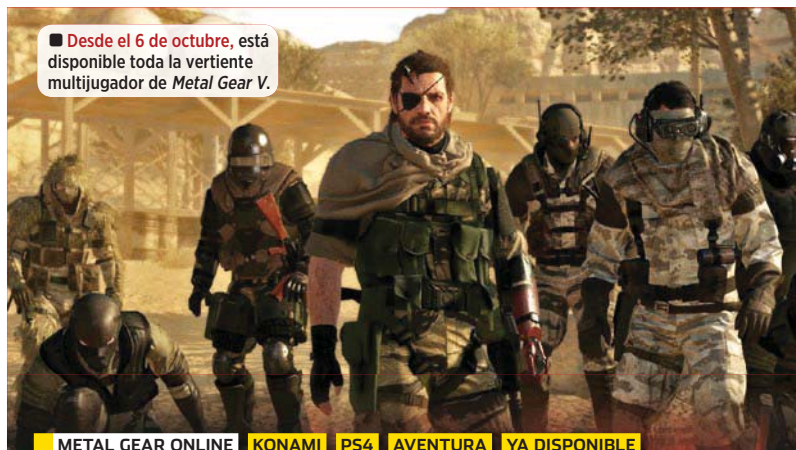 ■ Desde el 6 de octubre, está
disponible toda la vertiente
multijugador de Metal Gear V.
METAL GEAR ONLINE KONAMI PS4 AVENTURA YA DISPONIBLE